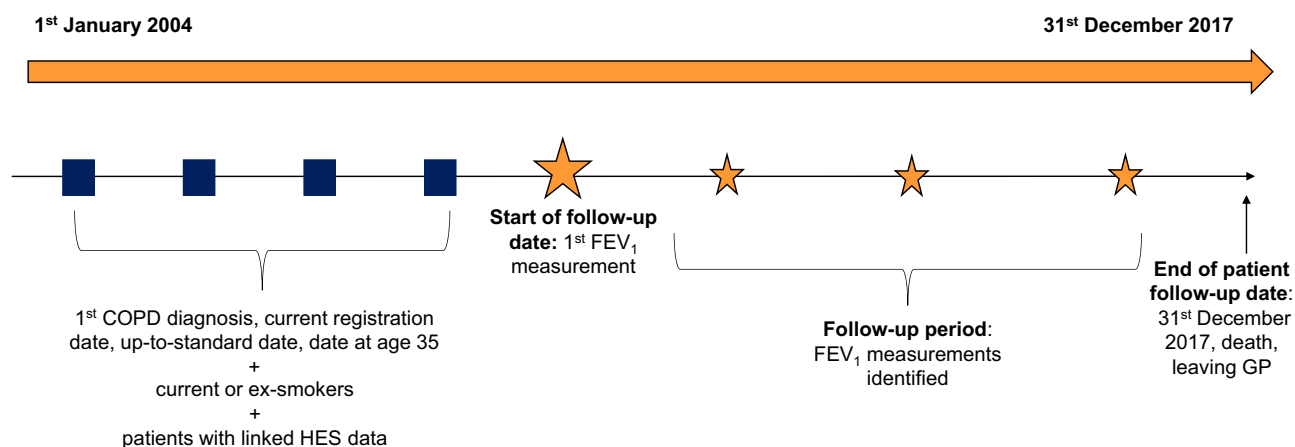 1st January 2004
31st December 2017
Start of follow-up
date: 1st FEV1
measurement
1st COPD diagnosis, current registration
date, up-to-standard date, date at age 35
+
current or ex-smokers
+
patients with linked HES data
Follow-up period:
FEV1 measurements
identified
End of patient
follow-up date:
31st December
2017, death,
leaving GP